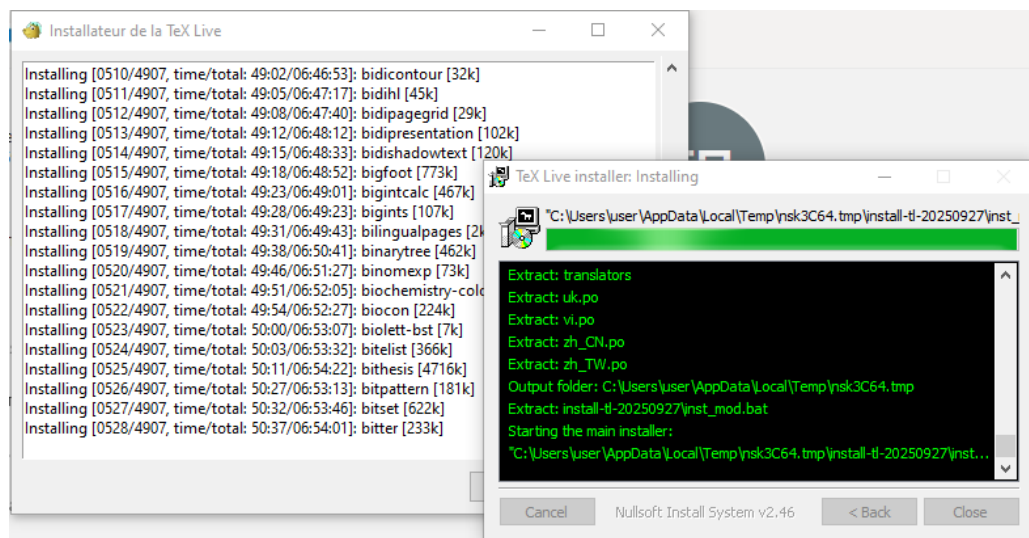 Installateur de la TeX Live
Installing [0510/4907, time/total: 49:02/06:46:53]: bidicontour [32k]
Installing [0511/4907, time/total: 49:05/06:47:17]: bidihl [45k]
Installing [0512/4907, time/total: 49:08/06:47:40]: bidipagegrid [29k]
Installing [0513/4907, time/total: 49:12/06:48:12]: bidipresentation [102k]
Installing [0514/4907, time/total: 49:15/06:48:33]: bidishadowtext [120k]
Installing [0515/4907, time/total: 49:18/06:48:52]: bigfoot [773k]
Installing [0516/4907, time/total: 49:23/06:49:01]: bigintcalc [467k]
Installing [0517/4907, time/total: 49:28/06:49:23]: bigints [107k]
Installing [0518/4907, time/total: 49:31/06:49:43]: bilingualpages [2k
Installing [0519/4907, time/total: 49:38/06:50:41]: binarytree [462k]
Installing [0520/4907, time/total: 49:46/06:51:27]: binomexp [73k]
Installing [0521/4907, time/total: 49:51/06:52:05]: biochemistry-colo
Installing [0522/4907, time/total: 49:54/06:52:27]: biocon [224k]
Installing [0523/4907, time/total: 50:00/06:53:07]: biolett-bst [7k]
Installing [0524/4907, time/total: 50:03/06:53:32]: bitelist [366k]
Installing [0525/4907, time/total: 50:11/06:54:22]: bithesis [4716k]
Installing [0526/4907, time/total: 50:27/06:53:13]: bitpattern [181k]
Installing [0527/4907, time/total: 50:32/06:53:46]: bitset [622k]
Installing [0528/4907, time/total: 50:37/06:54:01]: bitter [233k]
TeX Live installer: Installing
"C:\Users\user\AppData\Local\Temp\nsk3C64.tmp\install-tl-20250927\inst_
Extract: translators
Extract: uk.po
Extract: vi.po
Extract: zh_CN.po
Extract: zh_TW.po
Output folder: C:\Users\user\AppData\Local\Temp\nsk3C64.tmp
Extract: install-tl-20250927\inst_mod.bat
Starting the main installer:
"C:\Users\user\AppData\Local\Temp\nsk3C64.tmp\install-tl-20250927\inst...
Cancel
Nullsoft Install System v2.46
< Back
Close